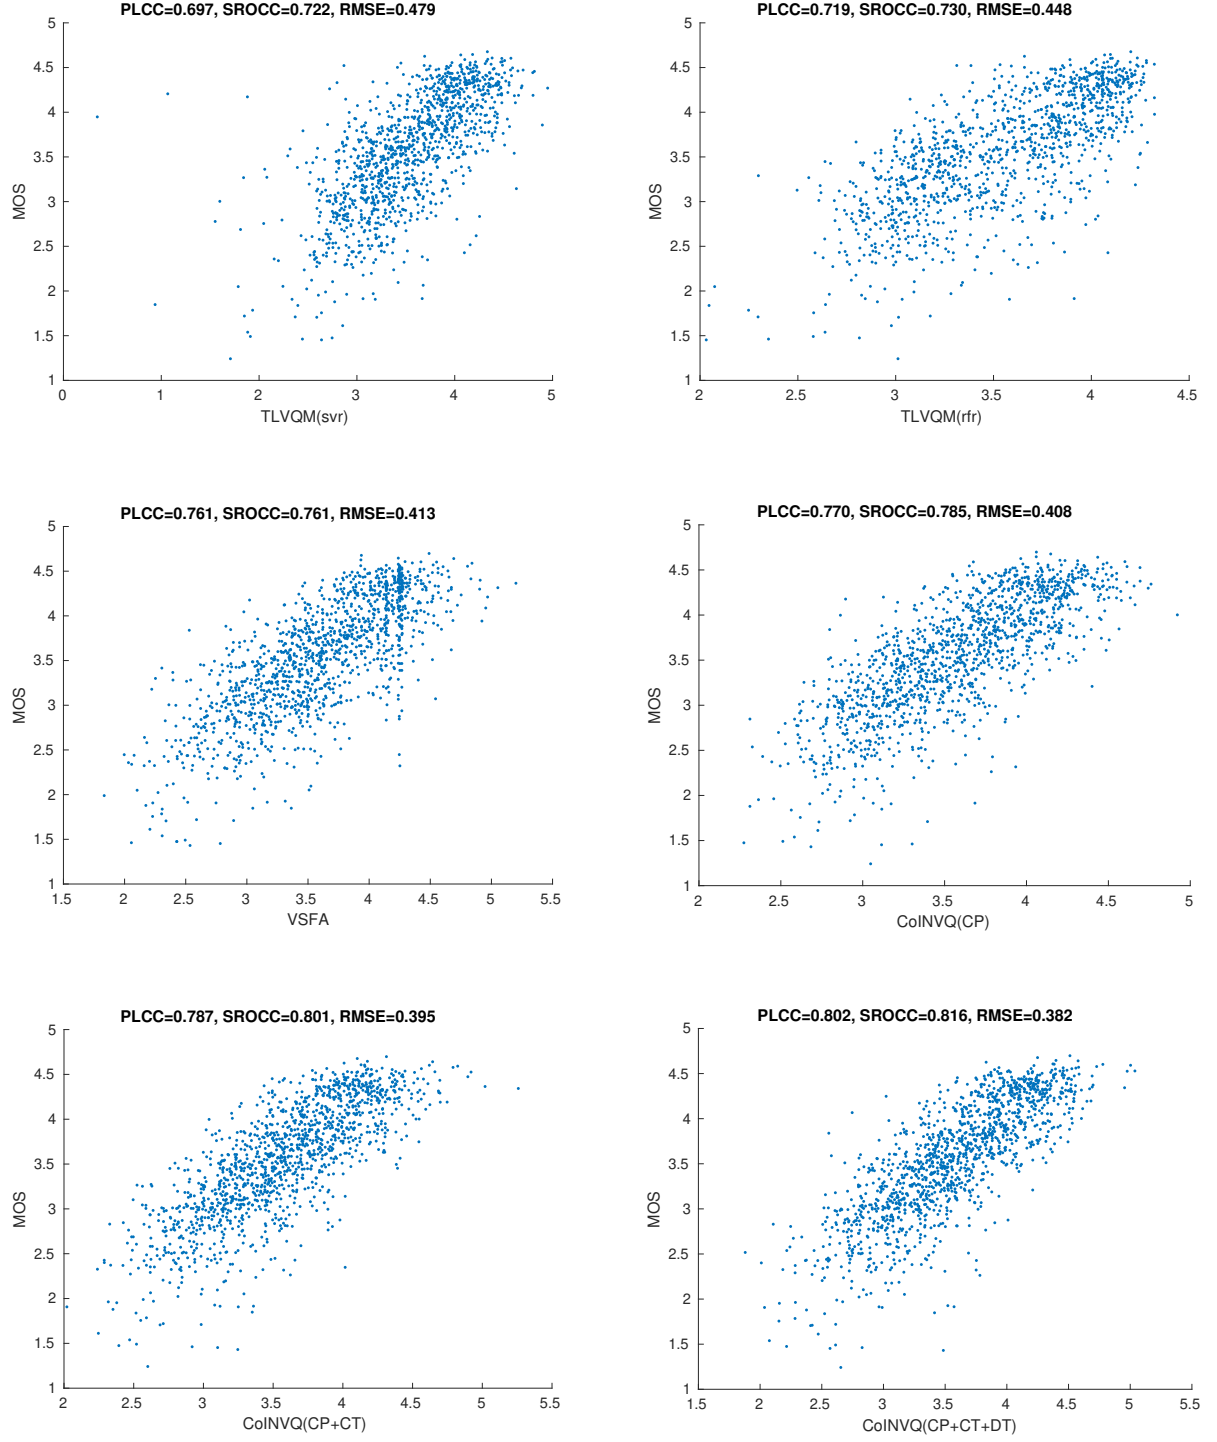 PLCC=0.697, SROCC=0.722, RMSE=0.479
5
4.5
4
3.5
3
2.5
2
1.5
1
MOS
0 1 2 3 4 5
TLVQM(svr)
PLCC=0.719, SROCC=0.730, RMSE=0.448
5
4.5
4
3.5
3
2.5
2
1.5
1
MOS
2 2.5 3 3.5 4 4.5
TLVQM(rfr)
PLCC=0.761, SROCC=0.761, RMSE=0.413
5
4.5
4
3.5
3
2.5
2
1.5
1
MOS
1.5 2 2.5 3 3.5 4 4.5 5 5.5
VSFA
PLCC=0.770, SROCC=0.785, RMSE=0.408
5
4.5
4
3.5
3
2.5
2
1.5
1
MOS
2 2.5 3 3.5 4 4.5 5
CoINVQ(CP)
PLCC=0.787, SROCC=0.801, RMSE=0.395
5
4.5
4
3.5
3
2.5
2
1.5
1
MOS
2 2.5 3 3.5 4 4.5 5 5.5
CoINVQ(CP+CT)
PLCC=0.802, SROCC=0.816, RMSE=0.382
5
4.5
4
3.5
3
2.5
2
1.5
1
MOS
1.5 2 2.5 3 3.5 4 4.5 5 5.5
CoINVQ(CP+CT+DT)